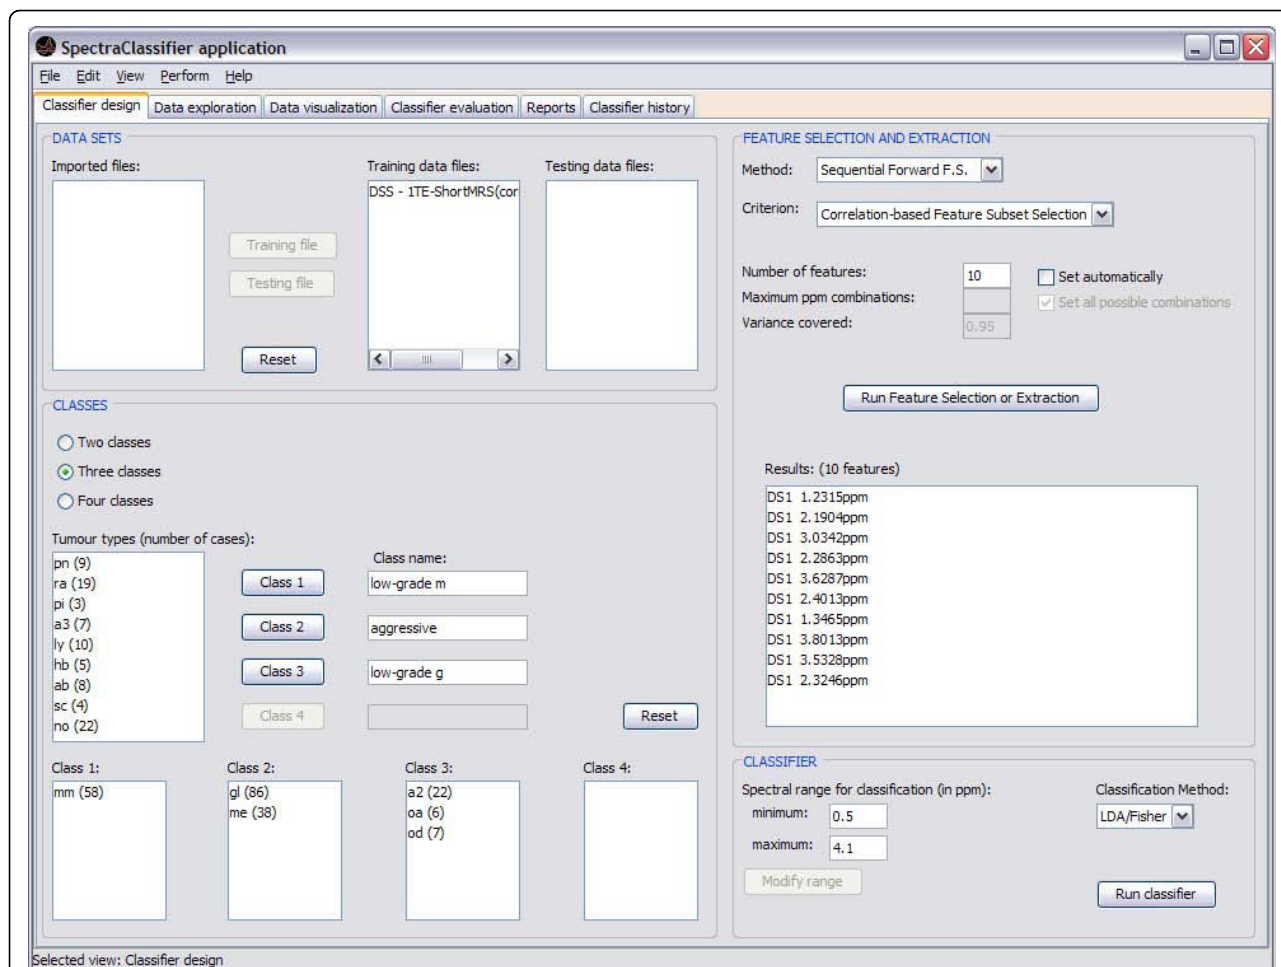 SpectraClassifier application
File Edit View Perform Help
Classifier design Data exploration Data visualization Classifier evaluation Reports Classifier history
DATA SETS
Imported files:
Training data files:
Testing data files:
DSS - 1TE-ShortMRS(cor
Training file
Testing file
Reset
CLASSES
Two classes
Three classes
Four classes
Tumour types (number of cases):
pn (9)
ra (19)
pi (3)
a3 (7)
ly (10)
hb (5)
ab (8)
sc (4)
no (22)
Class name:
Class 1 low-grade m
Class 2 aggressive
Class 3 low-grade g
Class 4
Reset
Class 1:
mm (58)
Class 2:
gl (86)
me (38)
Class 3:
a2 (22)
oa (6)
od (7)
Class 4:
FEATURE SELECTION AND EXTRACTION
Method: Sequential Forward F.S.
Criterion: Correlation-based Feature Subset Selection
Number of features: 10 Set automatically
Maximum ppm combinations: Set all possible combinations
Variance covered: 0.95
Run Feature Selection or Extraction
Results: (10 features)
DS1 1.2315ppm
DS1 2.1904ppm
DS1 3.0342ppm
DS1 2.2863ppm
DS1 3.6287ppm
DS1 2.4013ppm
DS1 1.3465ppm
DS1 3.8013ppm
DS1 3.5328ppm
DS1 2.3246ppm
CLASSIFIER
Spectral range for classification (in ppm):
minimum: 0.5
maximum: 4.1
Modify range
Classification Method:
LDA/Fisher
Run classifier
Selected view: Classifier design